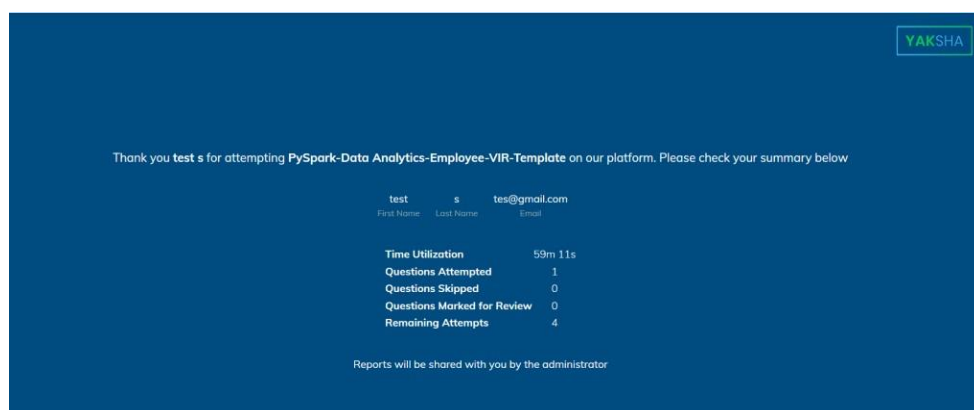 YAKSHA
Thank you test s for attempting PySpark-Data Analytics-Employee-VIR-Template on our platform. Please check your summary below
test s tes@gmail.com
First Name Last Name Email
Time Utilization 59m 11s
Questions Attempted 1
Questions Skipped 0
Questions Marked for Review 0
Remaining Attempts 4
Reports will be shared with you by the administrator